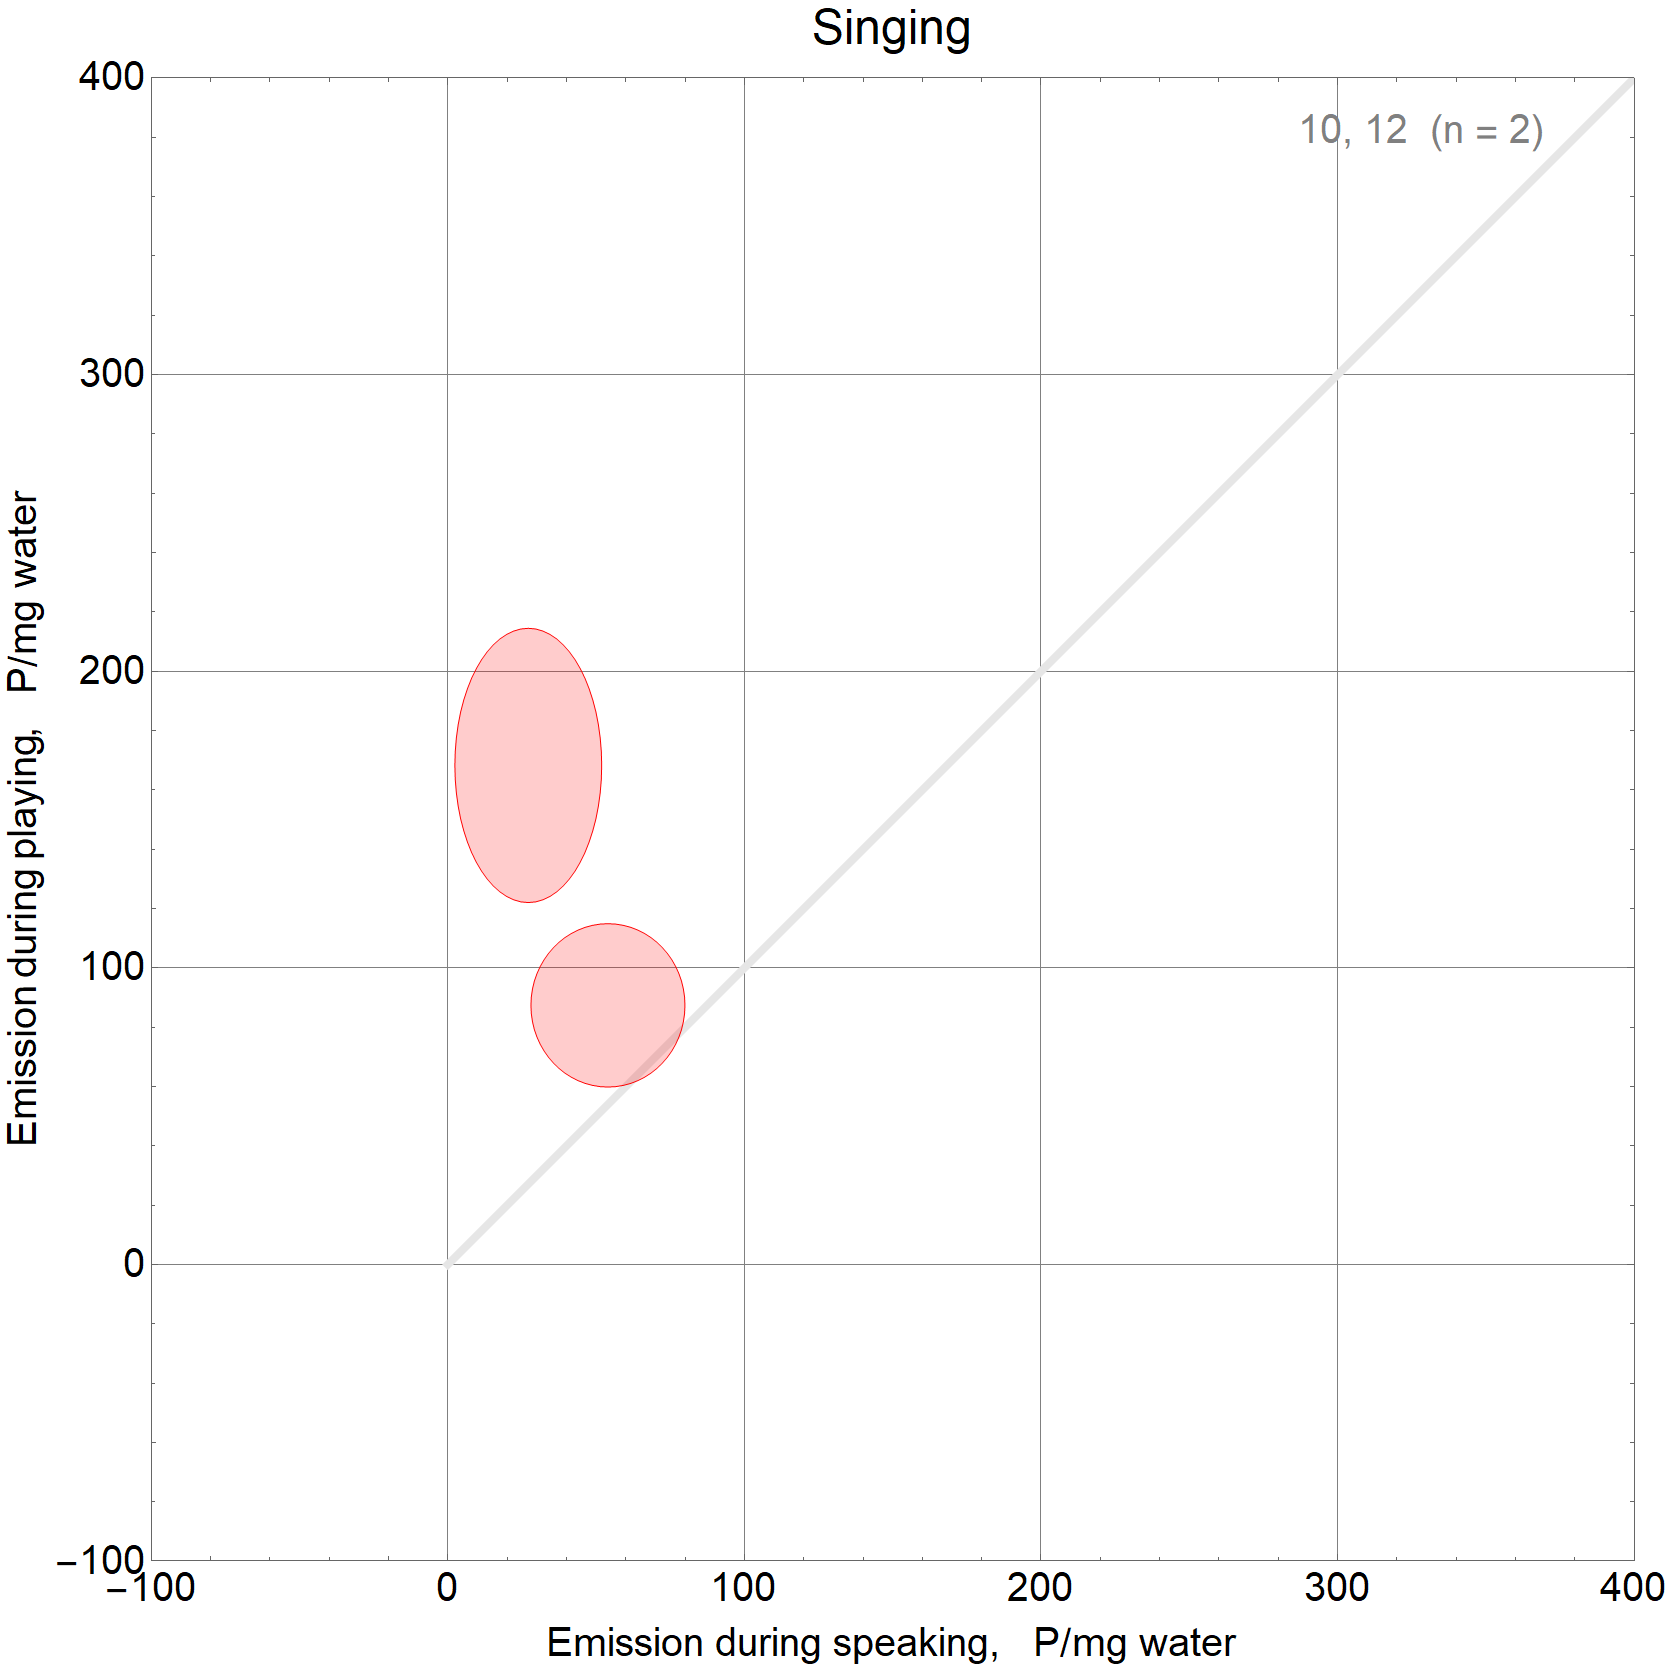 Singing
400
10, 12 (n = 2)
300
200
100
0
−100
Emission during playing, P/mg water
−100 0 100 200 300 400
Emission during speaking, P/mg water